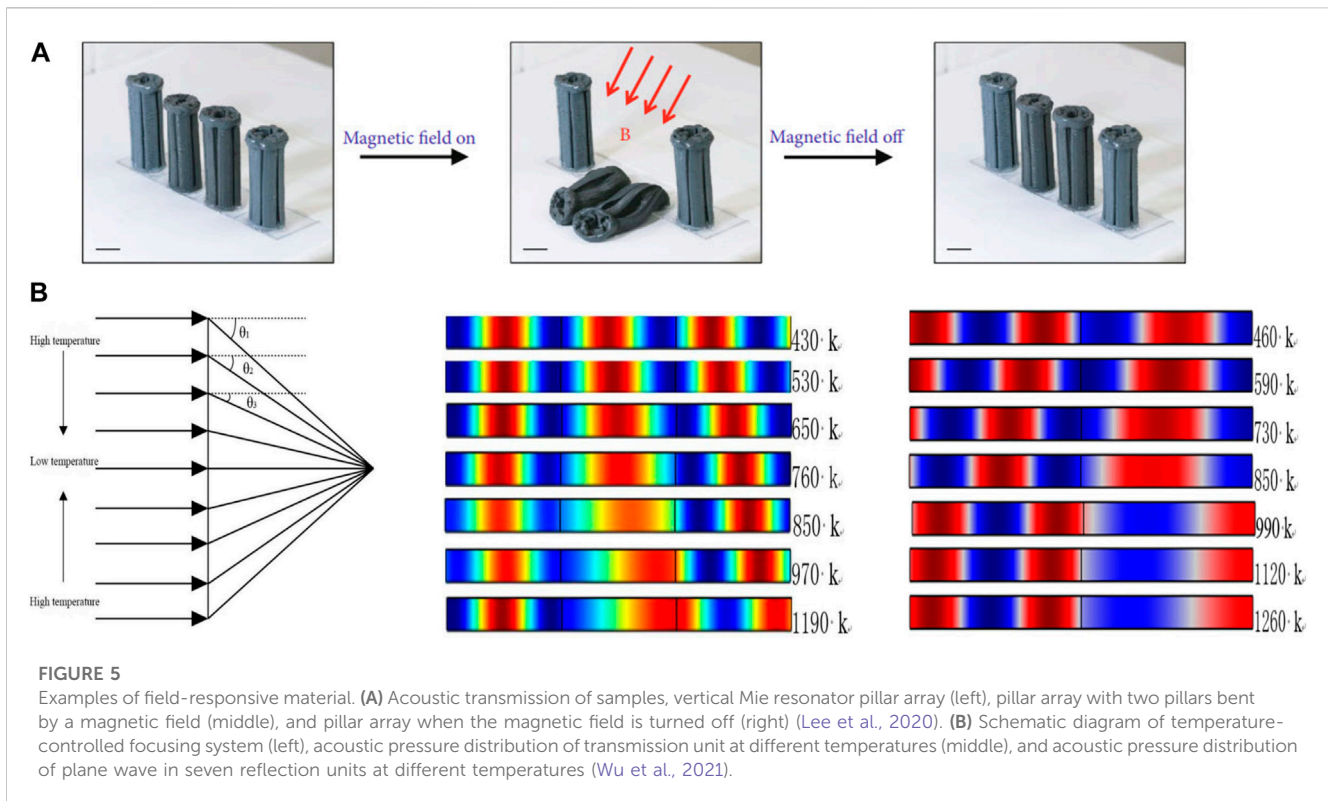 A
Magnetic field on
B
Magnetic field off
B
High temperature
Low temperature
High temperature
θ1
θ2
θ3
430· k
530· k
650· k
760· k
850· k
970· k
1190· k
460· k
590· k
730· k
850· k
990· k
1120· k
1260· k
FIGURE 5
Examples of field-responsive material. (A) Acoustic transmission of samples, vertical Mie resonator pillar array (left), pillar array with two pillars bent
by a magnetic field (middle), and pillar array when the magnetic field is turned off (right) (Lee et al., 2020). (B) Schematic diagram of temperature-
controlled focusing system (left), acoustic pressure distribution of transmission unit at different temperatures (middle), and acoustic pressure distribution
of plane wave in seven reflection units at different temperatures (Wu et al., 2021).